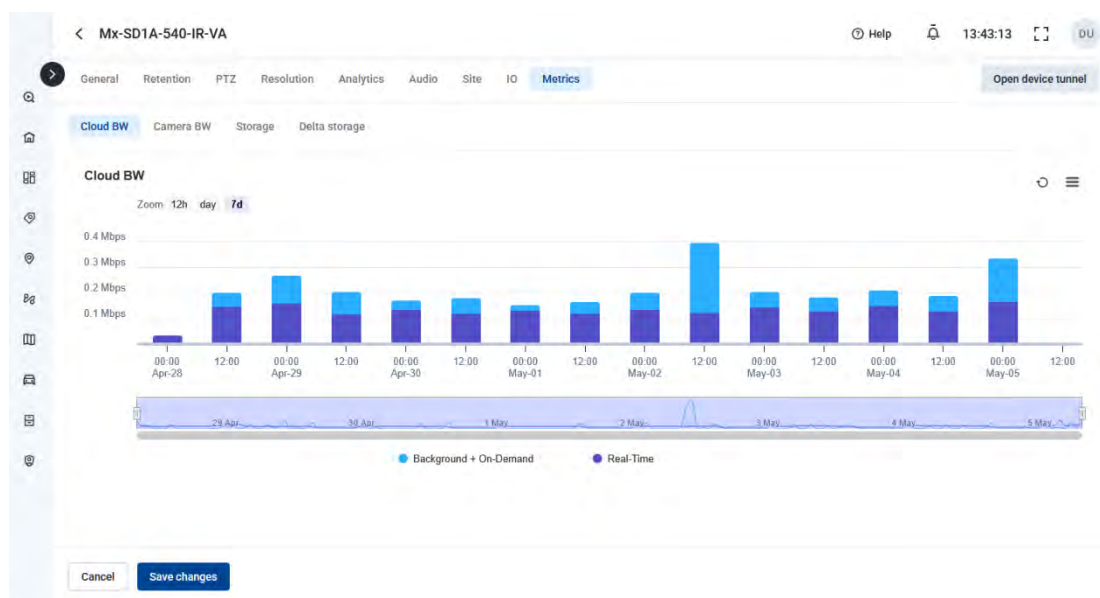 Mx-SD1A-540-IR-VA
Help
13:43:13
DU
General Retention PTZ Resolution Analytics Audio Site IO Metrics
Open device tunnel
Cloud BW Camera BW Storage Delta storage
Cloud BW
Zoom 12h day 7d
0.4 Mbps
0.3 Mbps
0.2 Mbps
0.1 Mbps
00:00 12:00 00:00 12:00 00:00 12:00 00:00 12:00 00:00 12:00 00:00 12:00 00:00 12:00 00:00 12:00
Apr-28 Apr-29 Apr-30 May-01 May-02 May-03 May-04 May-05
29 Apr 30 Apr 1 May 2 May 3 May 4 May 5 May
Background + On-Demand Real-Time
Cancel Save changes